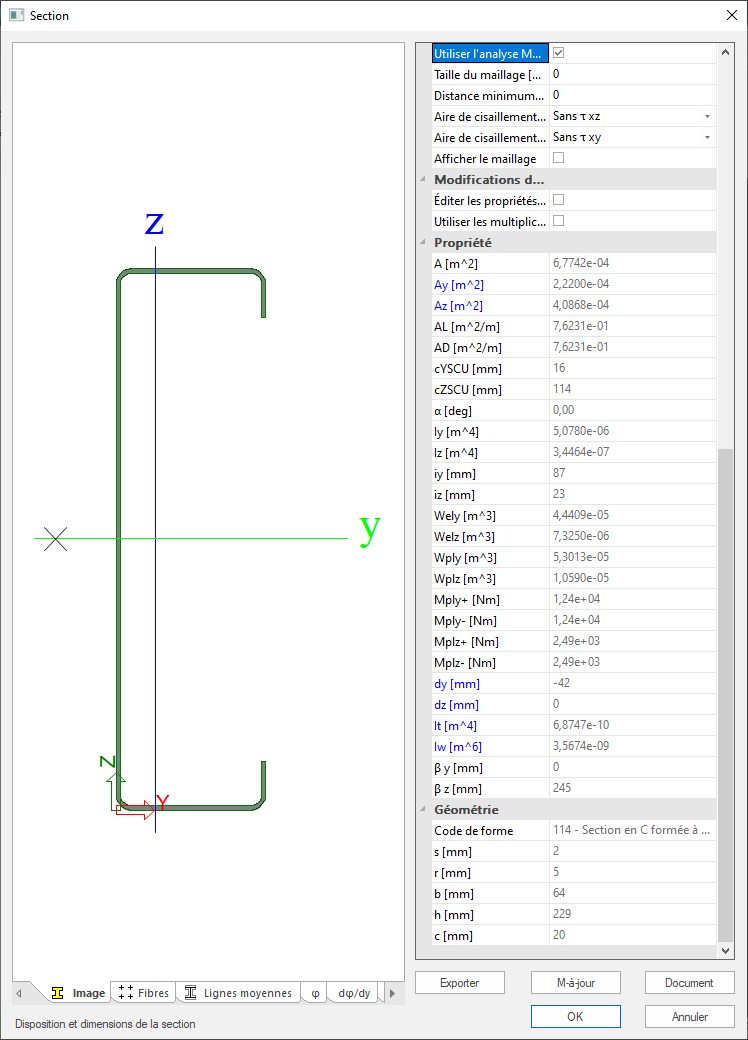 Section
z
y
Z
Y
Image
Fibres
Lignes moyennes
φ
dφ/dy
Disposition et dimensions de la section
Utiliser l'analyse M...
Taille du maillage [... 0
Distance minimum... 0
Aire de cisaillement... Sans τ xz
Aire de cisaillement... Sans τ xy
Afficher le maillage
Modifications d...
Éditer les propriétés...
Utiliser les multiplic...
Propriété
A [m^2] 6,7742e-04
Ay [m^2] 2,2200e-04
Az [m^2] 4,0868e-04
AL [m^2/m] 7,6231e-01
AD [m^2/m] 7,6231e-01
cYSCU [mm] 16
cZSCU [mm] 114
α [deg] 0,00
Iy [m^4] 5,0780e-06
Iz [m^4] 3,4464e-07
iy [mm] 87
iz [mm] 23
Wely [m^3] 4,4409e-05
Welz [m^3] 7,3250e-06
Wply [m^3] 5,3013e-05
Wplz [m^3] 1,0590e-05
Mply+ [Nm] 1,24e+04
Mply- [Nm] 1,24e+04
Mplz+ [Nm] 2,49e+03
Mplz- [Nm] 2,49e+03
dy [mm] -42
dz [mm] 0
It [m^4] 6,8747e-10
Iw [m^6] 3,5674e-09
β y [mm] 0
β z [mm] 245
Géométrie
Code de forme 114 - Section en C formée à ...
s [mm] 2
r [mm] 5
b [mm] 64
h [mm] 229
c [mm] 20
Exporter
M-à-jour
Document
OK
Annuler